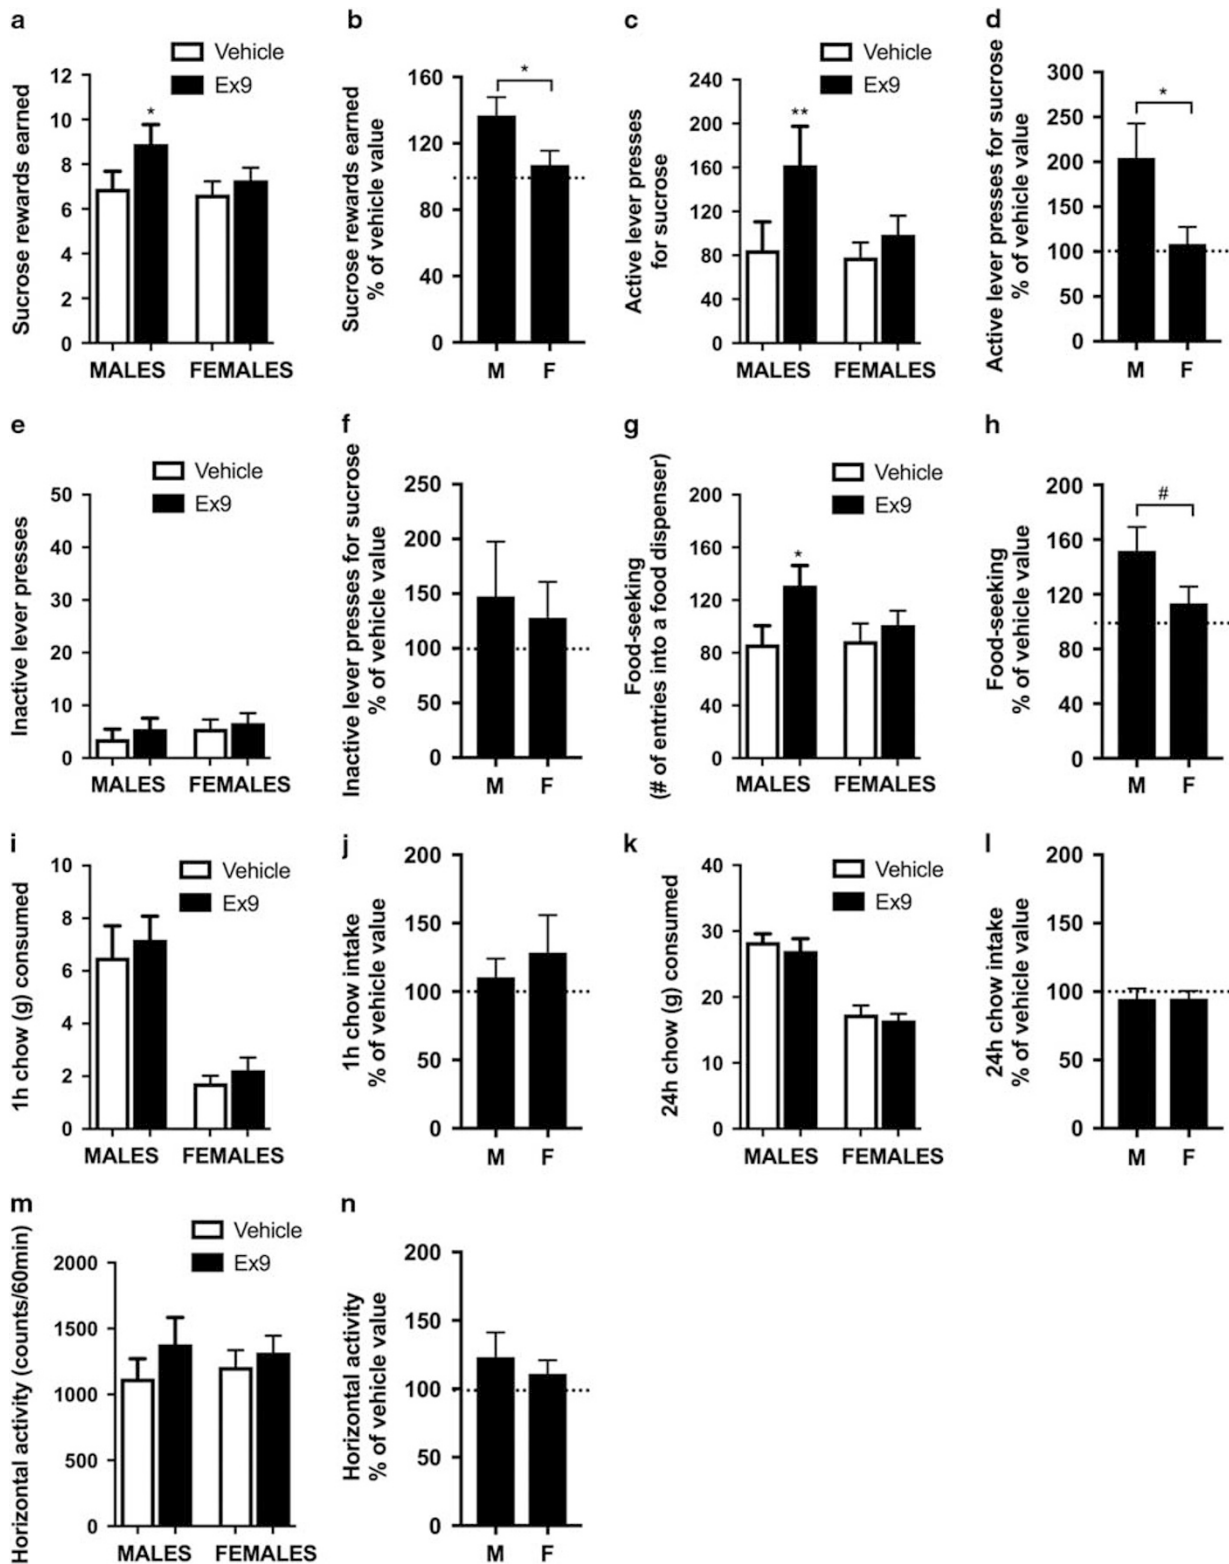 a
Vehicle
Ex9
Sucrose rewards earned
12
10
8
6
4
2
0
*
MALES FEMALES
b
Sucrose rewards earned
% of vehicle value
160
120
80
40
0
*
M F
c
Vehicle
Ex9
Active lever presses
for sucrose
240
200
160
120
80
40
0
**
MALES FEMALES
d
Active lever presses for sucrose
% of vehicle value
300
250
200
150
100
50
0
*
M F
e
Vehicle
Ex9
Inactive lever presses
50
40
30
20
10
0
MALES FEMALES
f
Inactive lever presses for sucrose
% of vehicle value
250
200
150
100
50
0
M F
g
Vehicle
Ex9
Food-seeking
(# of entries into a food dispenser)
200
160
120
80
40
0
*
MALES FEMALES
h
Food-seeking
% of vehicle value
200
160
120
80
40
0
#
M F
i
Vehicle
Ex9
1h chow (g) consumed
10
8
6
4
2
0
MALES FEMALES
j
1h chow intake
% of vehicle value
200
150
100
50
0
M F
k
Vehicle
Ex9
24h chow (g) consumed
40
30
20
10
0
MALES FEMALES
l
24h chow intake
% of vehicle value
200
150
100
50
0
M F
m
Vehicle
Ex9
Horizontal activity (counts/60min)
2000
1500
1000
500
0
MALES FEMALES
n
Horizontal activity
% of vehicle value
200
150
100
50
0
M F